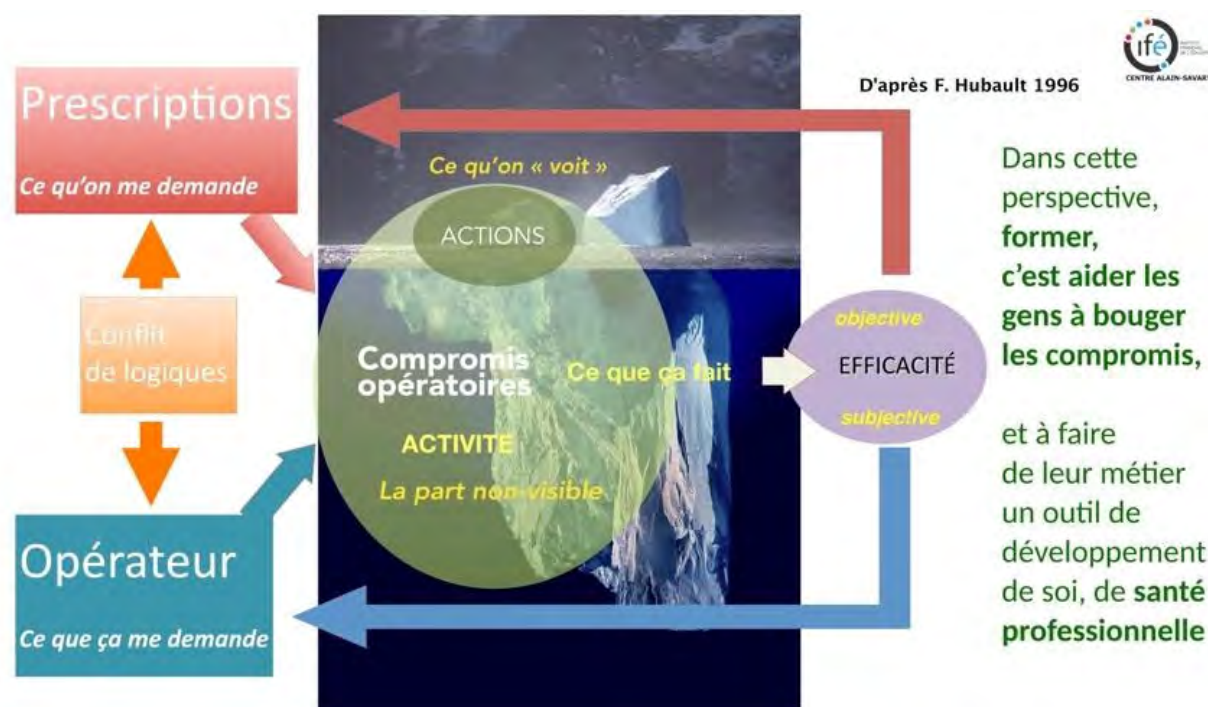 D'après F. Hubault 1996
ifé
CENTRE ALAIN-SAVARY
Prescriptions
Ce qu'on me demande
Conflit
de logiques
Opérateur
Ce que ça me demande
Ce qu'on « voit »
ACTIONS
Compromis
opératoires
Ce que ça fait
ACTIVITE
La part non-visible
objective
EFFICACITÉ
subjective
Dans cette
perspective,
former,
c'est aider les
gens à bouger
les compromis,
et à faire
de leur métier
un outil de
développement
de soi, de santé
professionnelle